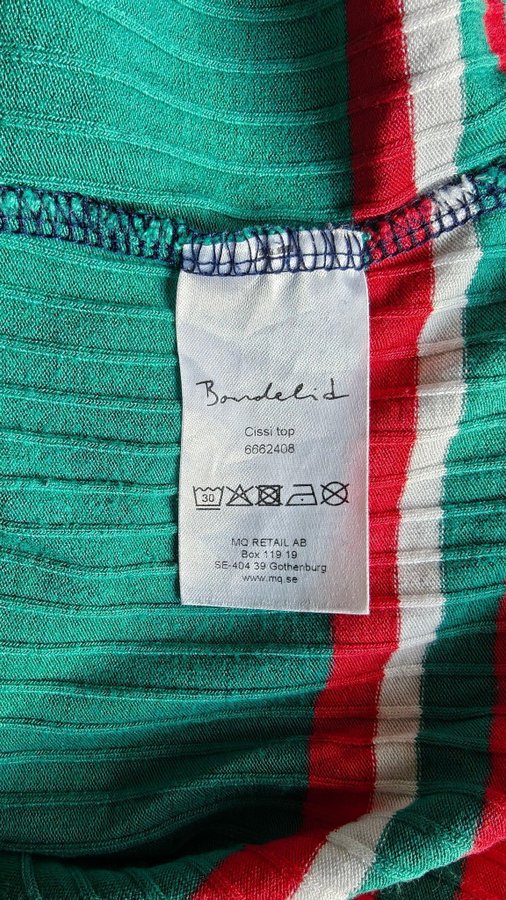 Bondelid
Cissi top
6662408
30
MQ RETAIL AB
Box 119 19
SE-404 39 Gothenburg
www.mq.se